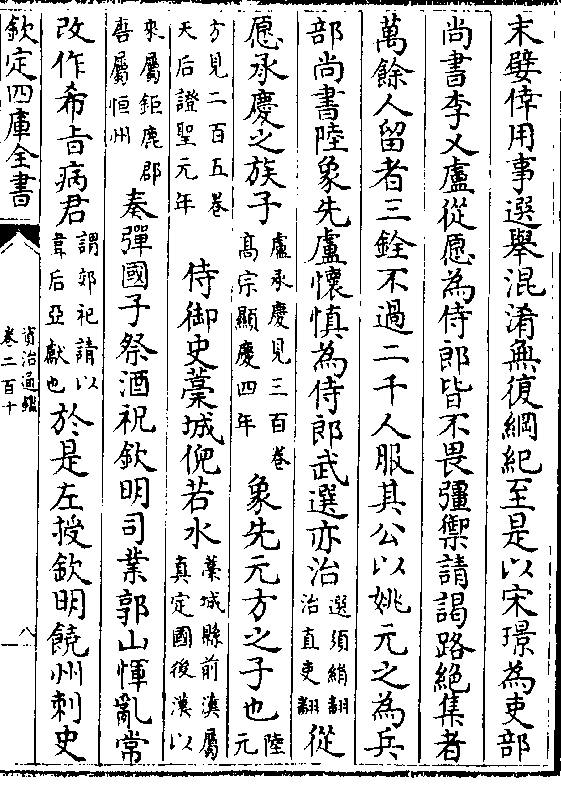 末嬖倖用事選舉混淆無復綱紀至是以宋璟為吏部
尚書李乂盧從愿為侍郎皆不畏彊禦請謁路絕集者
萬餘人留者三銓不過二千人服其公以姚元之為兵
部尚書陸象先盧懷慎為侍郎武選亦治選須絹翻治直吏翻從
愿承慶之族子盧承慶見三百卷高宗顯慶四年象先元方之子也陸元
方見二百五卷天后證聖元年侍御史藁城倪若水藁城縣前漢屬真定國後漢以
來屬鉅鹿郡唐屬恒州奏彈國子祭酒祝欽明司業郭山惲亂常
改作希旨病君謂郊祀請以韋后亞獻也於是左授欽明饒州刺史
欽定四庫全書
資治通鑑
卷二百十
八